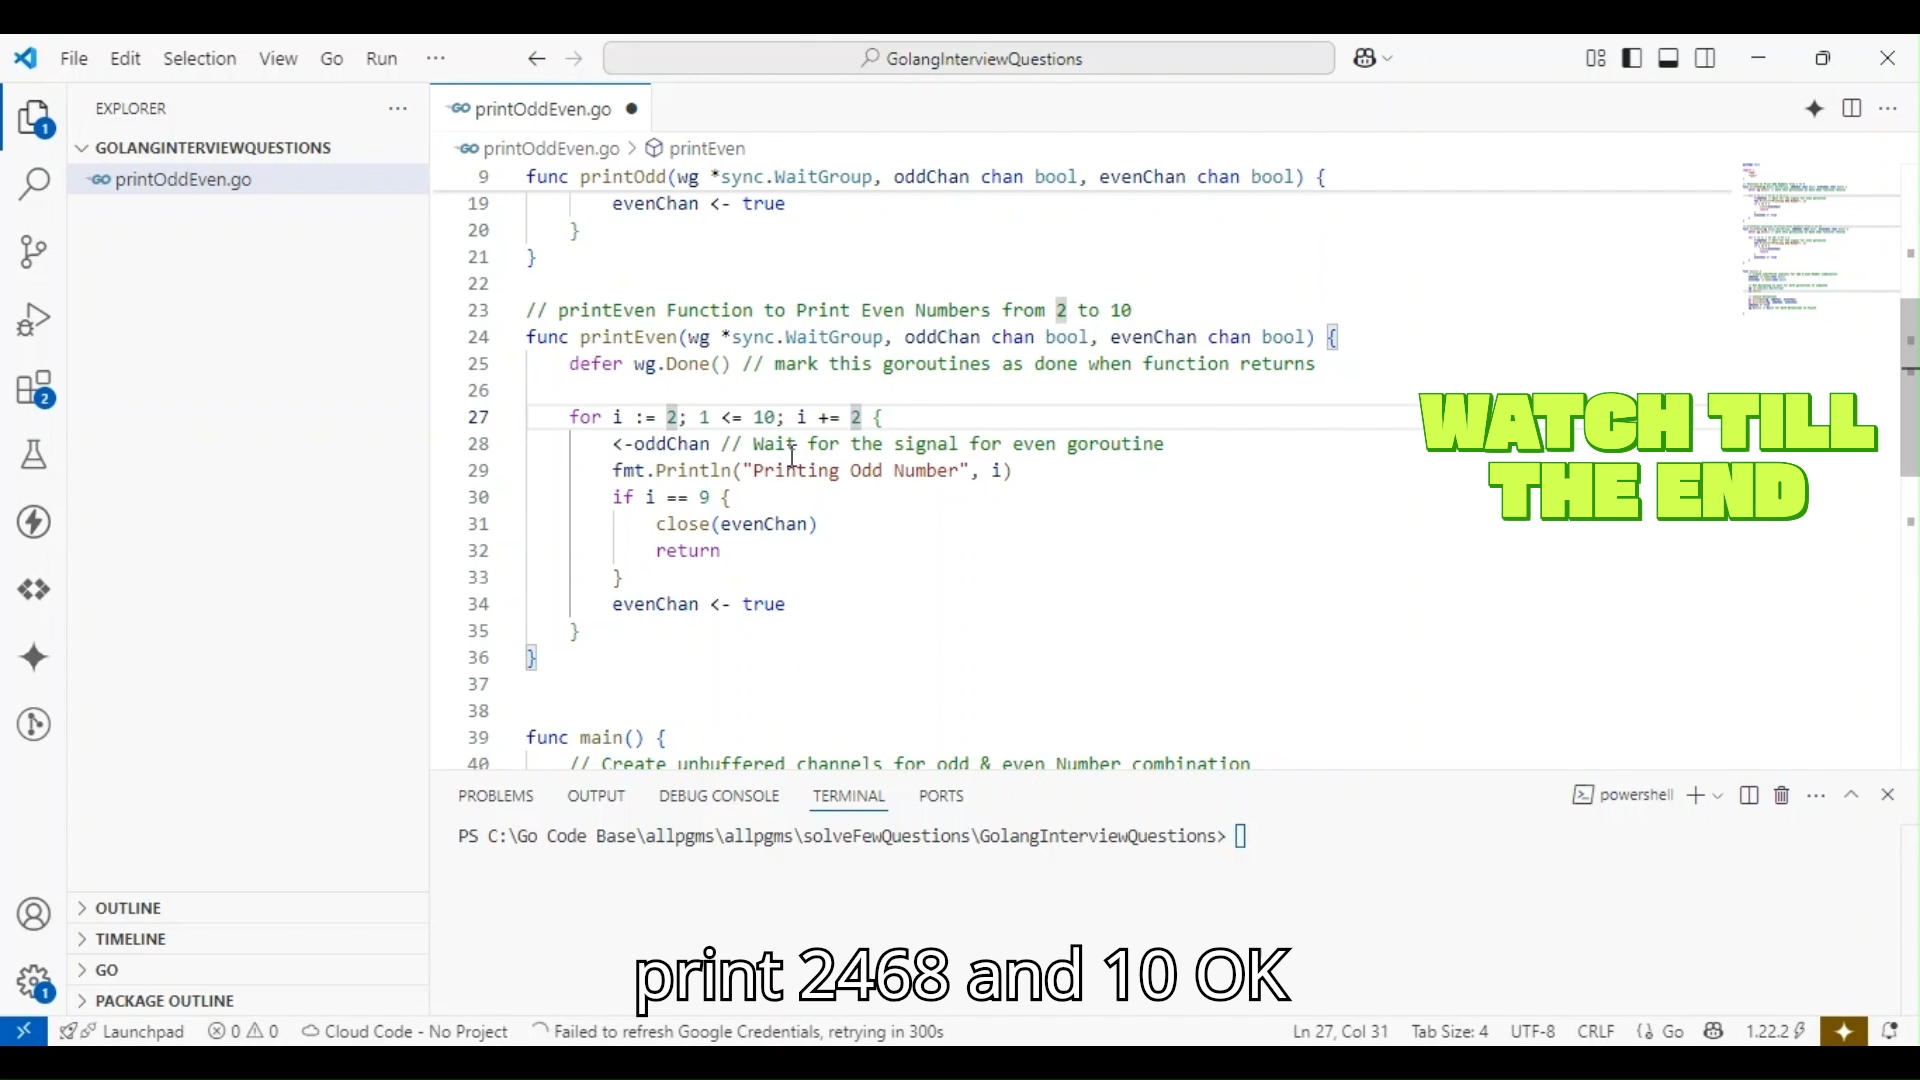 File Edit Selection View Go Run ···
GolangInterviewQuestions
EXPLORER ···
GOLANGINTERVIEWQUESTIONS
GO printOddEven.go
GO printOddEven.go ●
GO printOddEven.go > printEven
9 func printOdd(wg *sync.WaitGroup, oddChan chan bool, evenChan chan bool) {
19 evenChan <- true
20 }
21 }
22
23 // printEven Function to Print Even Numbers from 2 to 10
24 func printEven(wg *sync.WaitGroup, oddChan chan bool, evenChan chan bool) {
25 defer wg.Done() // mark this goroutines as done when function returns
26
27 for i := 2; 1 <= 10; i += 2 {
28 <-oddChan // Wait for the signal for even goroutine
29 fmt.Println("Printing Odd Number", i)
30 if i == 9 {
31 close(evenChan)
32 return
33 }
34 evenChan <- true
35 }
36 }
37
38
39 func main() {
40 // Create unbuffered channels for odd & even Number combination
WATCH TILL
THE END
PROBLEMS OUTPUT DEBUG CONSOLE TERMINAL PORTS
powershell
PS C:\Go Code Base\allpgms\allpgms\solveFewQuestions\GolangInterviewQuestions>
1
2
1
OUTLINE
TIMELINE
GO
PACKAGE OUTLINE
print 2468 and 10 OK
Launchpad 0 0 Cloud Code - No Project Failed to refresh Google Credentials, retrying in 300s
Ln 27, Col 31 Tab Size: 4 UTF-8 CRLF Go 1.22.2